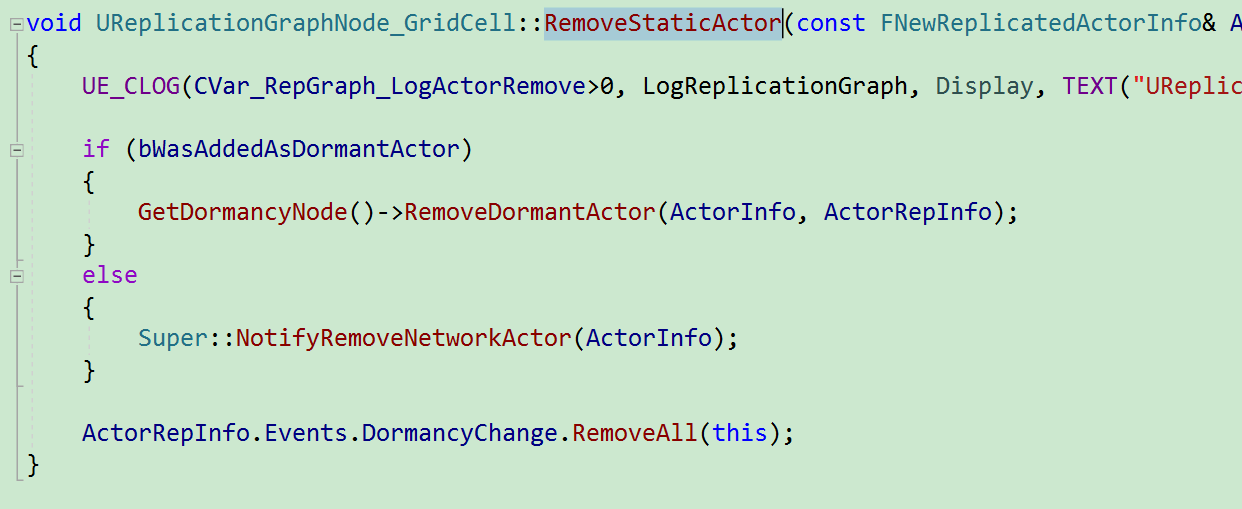 void UReplicationGraphNode_GridCell::RemoveStaticActor(const FNewReplicatedActorInfo& A
{
UE_CLOG(CVar_RepGraph_LogActorRemove>0, LogReplicationGraph, Display, TEXT("UReplic
if (bWasAddedAsDormantActor)
{
GetDormancyNode()->RemoveDormantActor(ActorInfo, ActorRepInfo);
}
else
{
Super::NotifyRemoveNetworkActor(ActorInfo);
}
ActorRepInfo.Events.DormancyChange.RemoveAll(this);
}